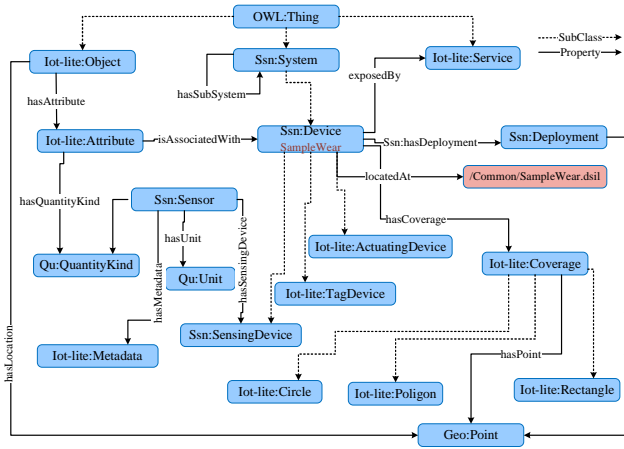 OWL:Thing
SubClass
Property
Iot-lite:Object
Ssn:System
Iot-lite:Service
hasSubSystem
exposedBy
hasAttribute
Iot-lite:Attribute
isAssociatedWith
Ssn:Device
SampleWear
Ssn:hasDeployment
Ssn:Deployment
locatedAt
/Common/SampleWear.dsil
hasQuantityKind
Ssn:Sensor
hasCoverage
hasUnit
Iot-lite:ActuatingDevice
Qu:QuantityKind
Qu:Unit
hasSensingDevice
Iot-lite:Coverage
hasMetadata
Iot-lite:TagDevice
Ssn:SensingDevice
hasLocation
Iot-lite:Metadata
hasPoint
Iot-lite:Circle
Iot-lite:Poligon
Iot-lite:Rectangle
Geo:Point